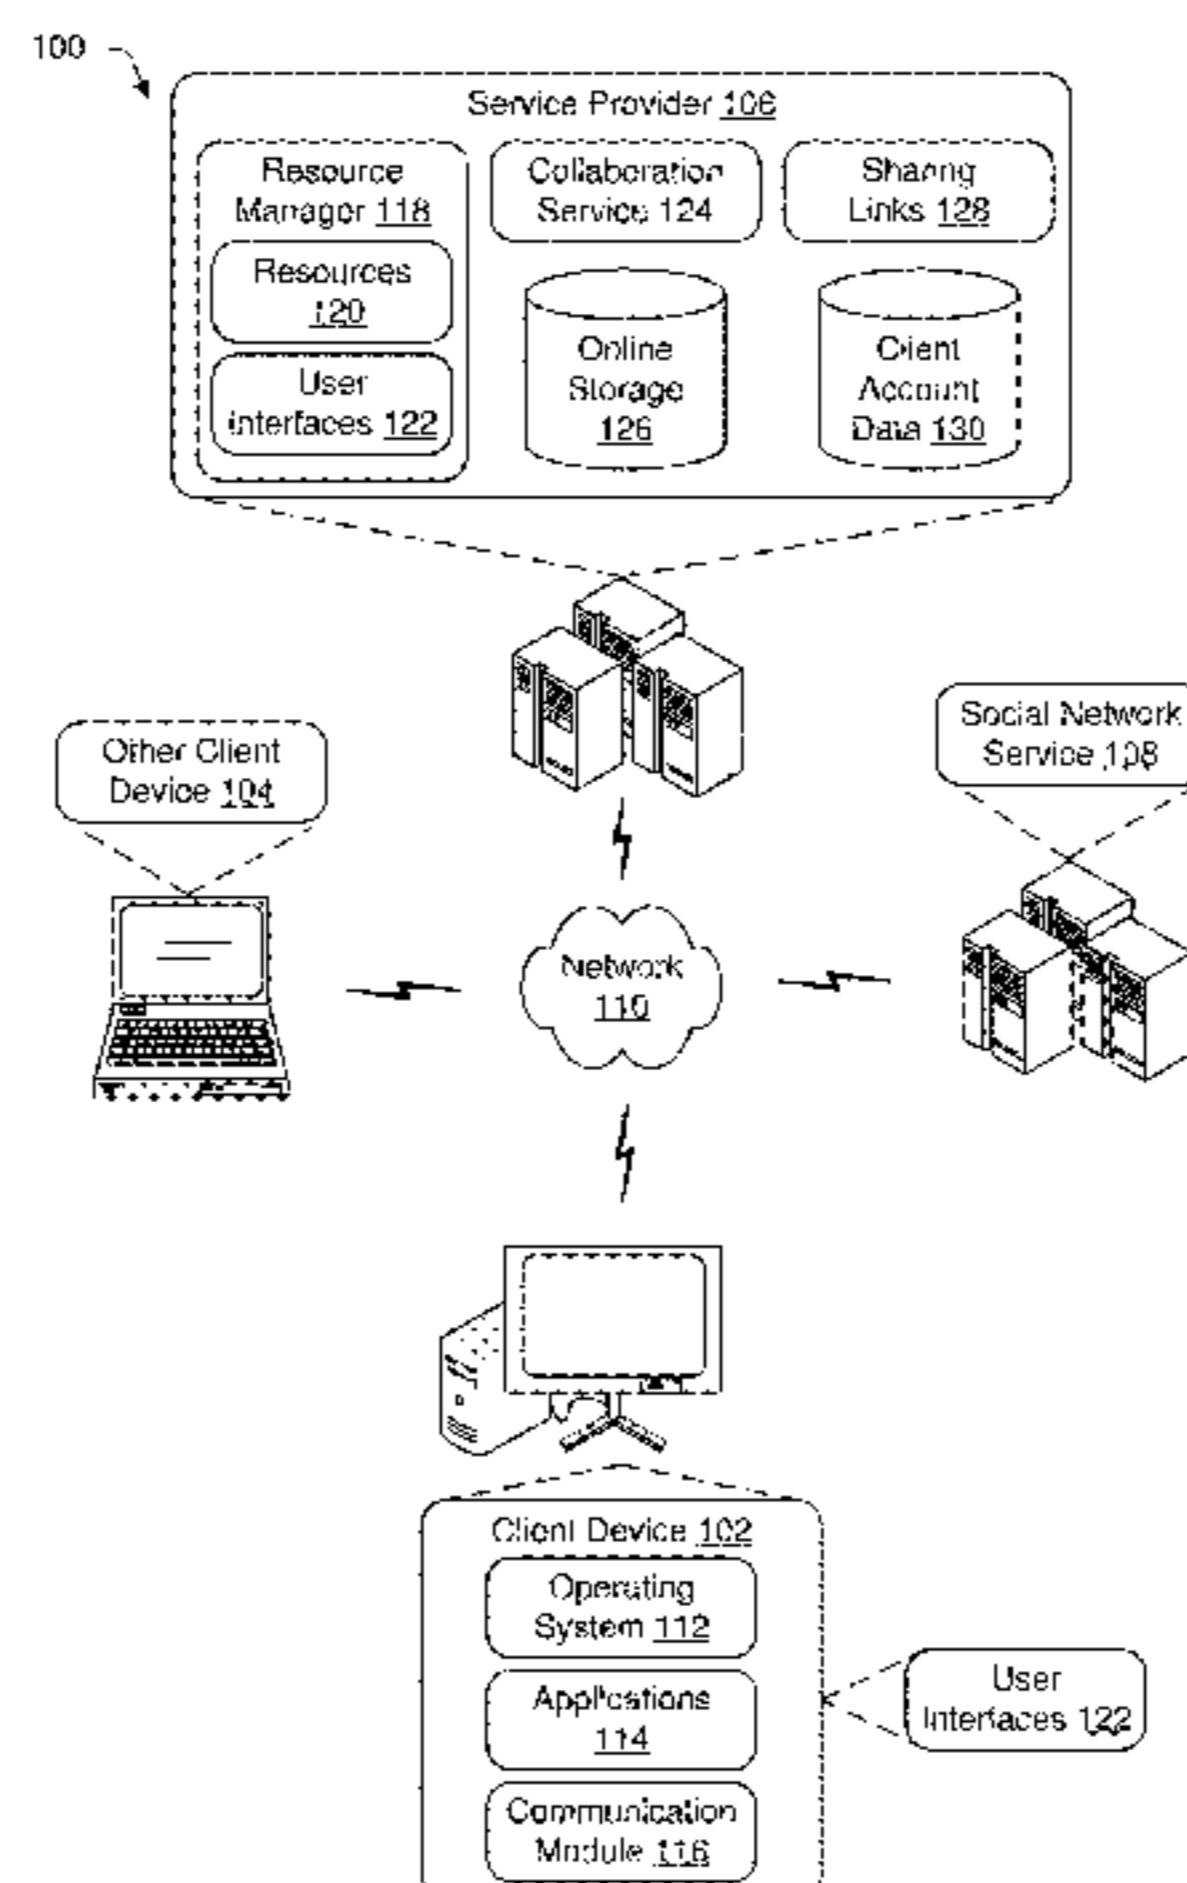 100
Service Provider 106
Resource
Manager 118
Resources
120
User
Interfaces 122
Collaboration
Service 124
Online
Storage
126
Sharing
Links 128
Client
Account
Data 130
Other Client
Device 104
Social Network
Service 108
Network
110
Client Device 102
Operating
System 112
Applications
114
Communication
Module 116
User
Interfaces 122